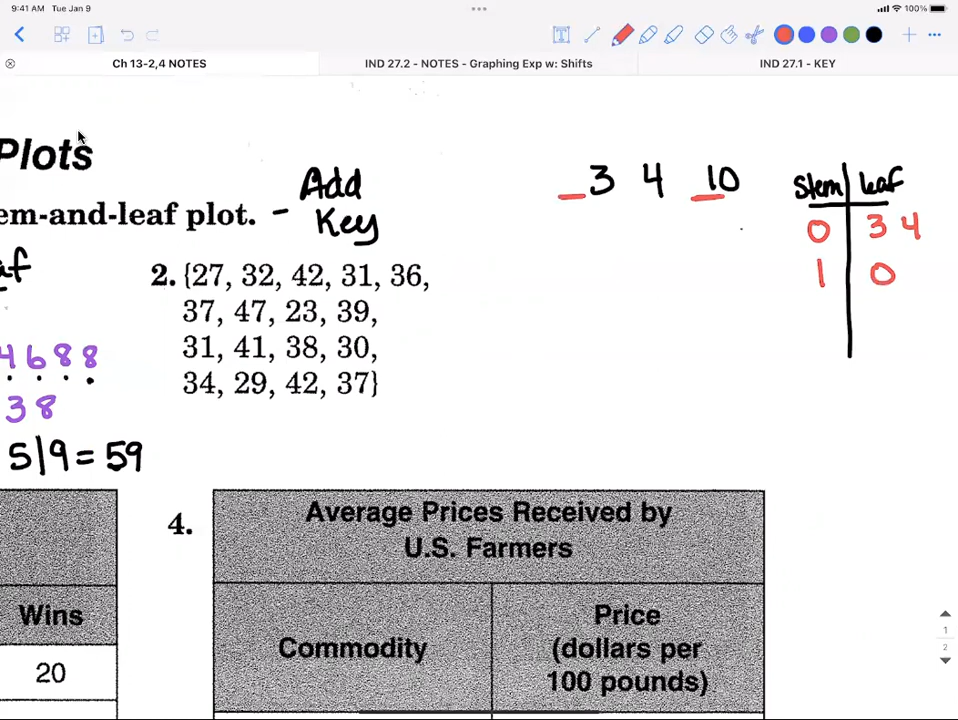 9:41 AM Tue Jan 9
100%
Ch 13-2,4 NOTES
IND 27.2 - NOTES - Graphing Exp w: Shifts
IND 27.1 - KEY
Plots
em-and-leaf plot. - Add Key
_3 4 10
Stem Leaf
0 3 4
1 0
af
2. {27, 32, 42, 31, 36,
37, 47, 23, 39,
31, 41, 38, 30,
34, 29, 42, 37}
4 6 8 8
3 8
5|9 = 59
4. Average Prices Received by
U.S. Farmers
Wins
20
Commodity
Price
(dollars per
100 pounds)
1
2